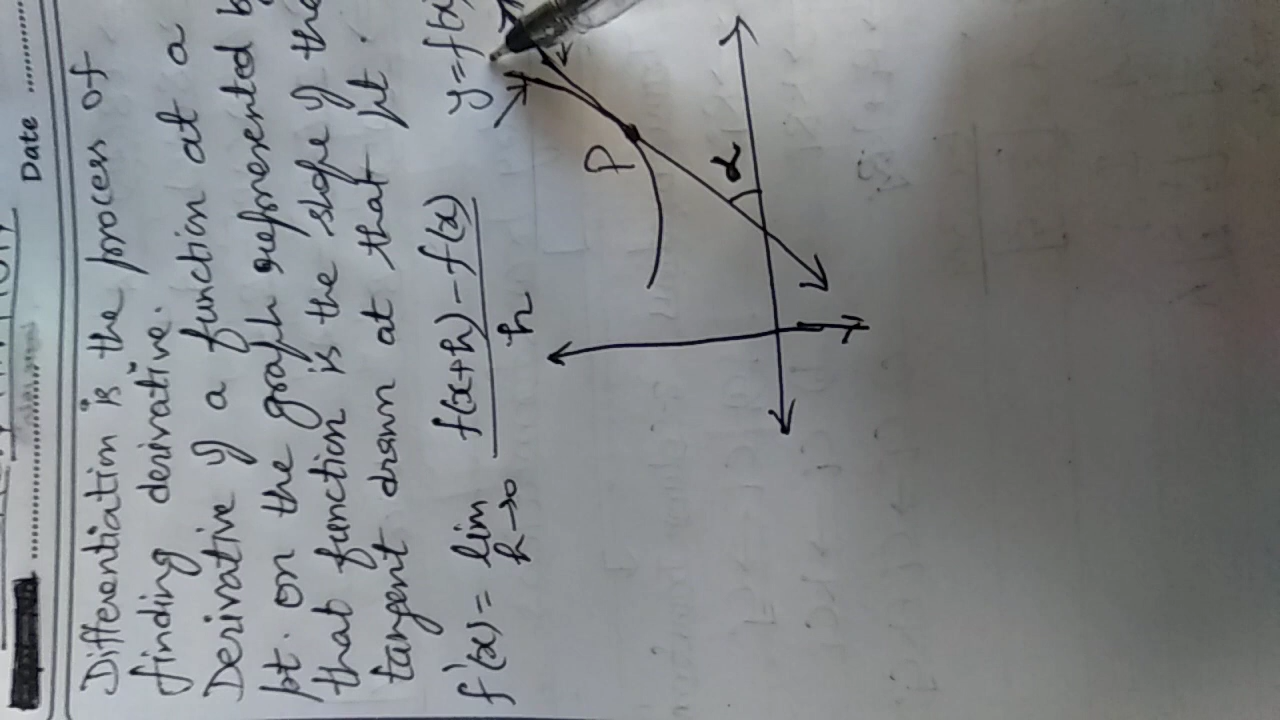 Date
Differentiation is the process of
finding derivative.
Derivative of a function at a
pt. on the graph represented
that function is the slope of the
tangent drawn at that pt.
f'(x) = lim h→0 f(x+h) - f(x) / h
y = f(x)
P
α